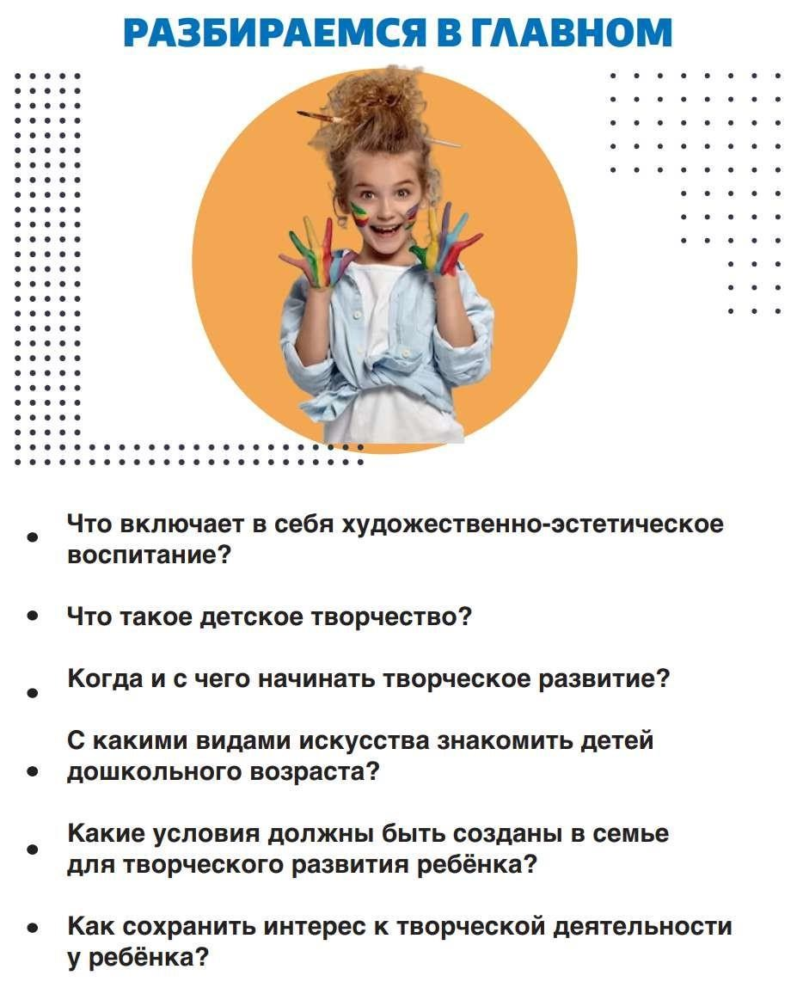 РАЗБИРАЕМСЯ В ГЛАВНОМ
• Что включает в себя художественно-эстетическое
воспитание?
• Что такое детское творчество?
• Когда и с чего начинать творческое развитие?
• С какими видами искусства знакомить детей
дошкольного возраста?
• Какие условия должны быть созданы в семье
для творческого развития ребёнка?
• Как сохранить интерес к творческой деятельности
у ребёнка?